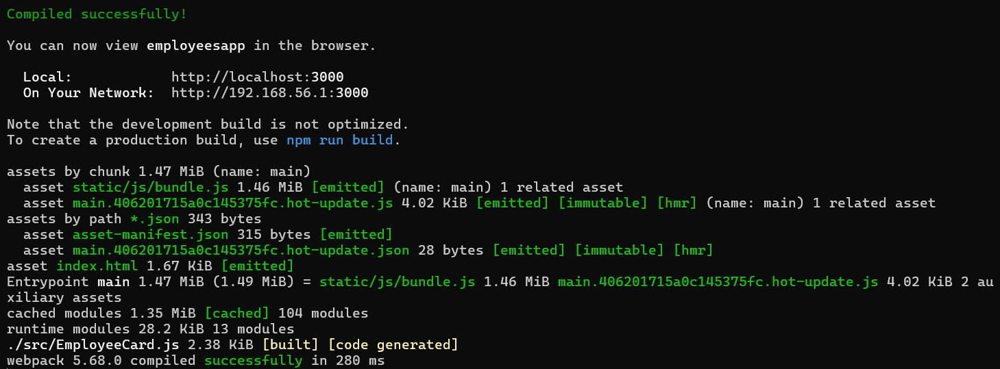 Compiled successfully!
You can now view employeesapp in the browser.
Local: http://localhost:3000
On Your Network: http://192.168.56.1:3000
Note that the development build is not optimized.
To create a production build, use npm run build.
assets by chunk 1.47 MiB (name: main)
asset static/js/bundle.js 1.46 MiB [emitted] (name: main) 1 related asset
asset main.406201715a0c145375fc.hot-update.js 4.02 KiB [emitted] [immutable] [hmr] (name: main) 1 related asset
assets by path *.json 343 bytes
asset asset-manifest.json 315 bytes [emitted]
asset main.406201715a0c145375fc.hot-update.json 28 bytes [emitted] [immutable] [hmr]
asset index.html 1.67 KiB [emitted]
Entrypoint main 1.47 MiB (1.49 MiB) = static/js/bundle.js 1.46 MiB main.406201715a0c145375fc.hot-update.js 4.02 KiB 2 au
xiliary assets
cached modules 1.35 MiB [cached] 104 modules
runtime modules 28.2 KiB 13 modules
./src/EmployeeCard.js 2.38 KiB [built] [code generated]
webpack 5.68.0 compiled successfully in 280 ms